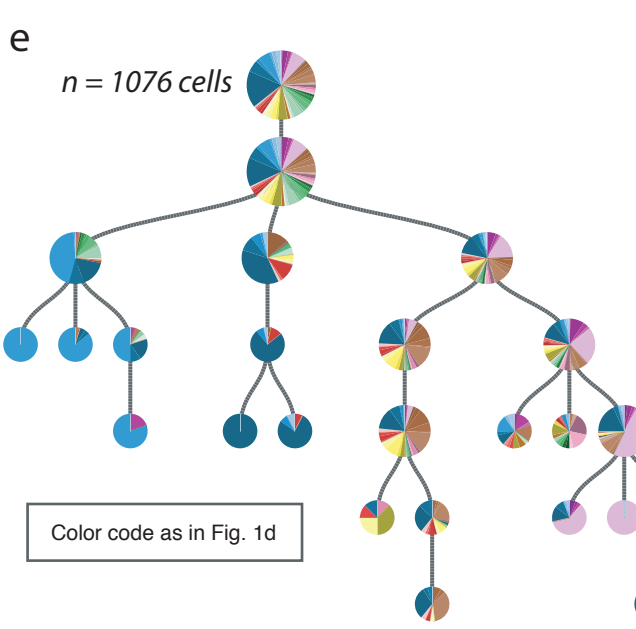 e
n = 1076 cells
Color code as in Fig. 1d